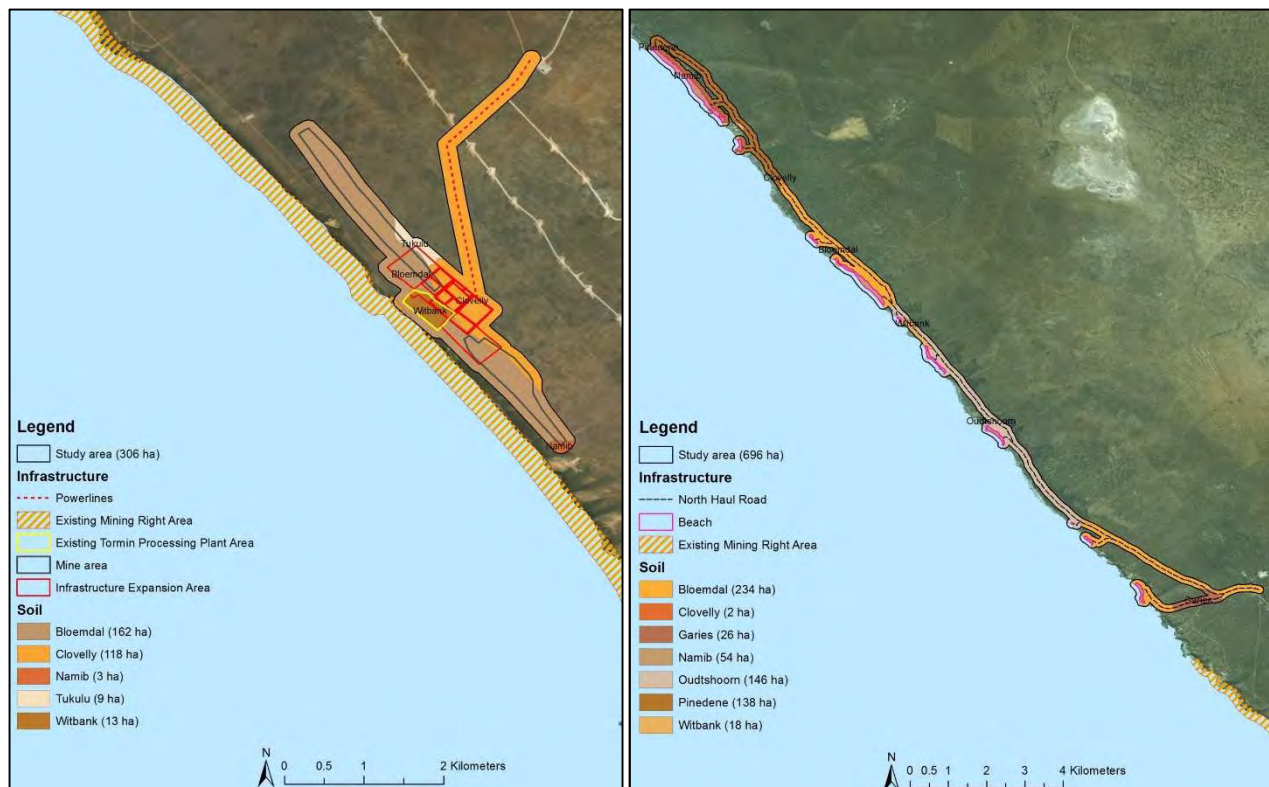 Tukulu
Bloemdal
Clovelly
Witbank
Namib
Legend
Study area (306 ha)
Infrastructure
Powerlines
Existing Mining Right Area
Existing Tormin Processing Plant Area
Mine area
Infrastructure Expansion Area
Soil
Bloemdal (162 ha)
Clovelly (118 ha)
Namib (3 ha)
Tukulu (9 ha)
Witbank (13 ha)
N
0 0.5 1 2 Kilometers
Pinedene
Namib
Clovelly
Bloemdal
Witbank
Oudtshoorn
Garies
Legend
Study area (696 ha)
Infrastructure
North Haul Road
Beach
Existing Mining Right Area
Soil
Bloemdal (234 ha)
Clovelly (2 ha)
Garies (26 ha)
Namib (54 ha)
Oudtshoorn (146 ha)
Pinedene (138 ha)
Witbank (18 ha)
N
0 0.5 1 2 3 4 Kilometers